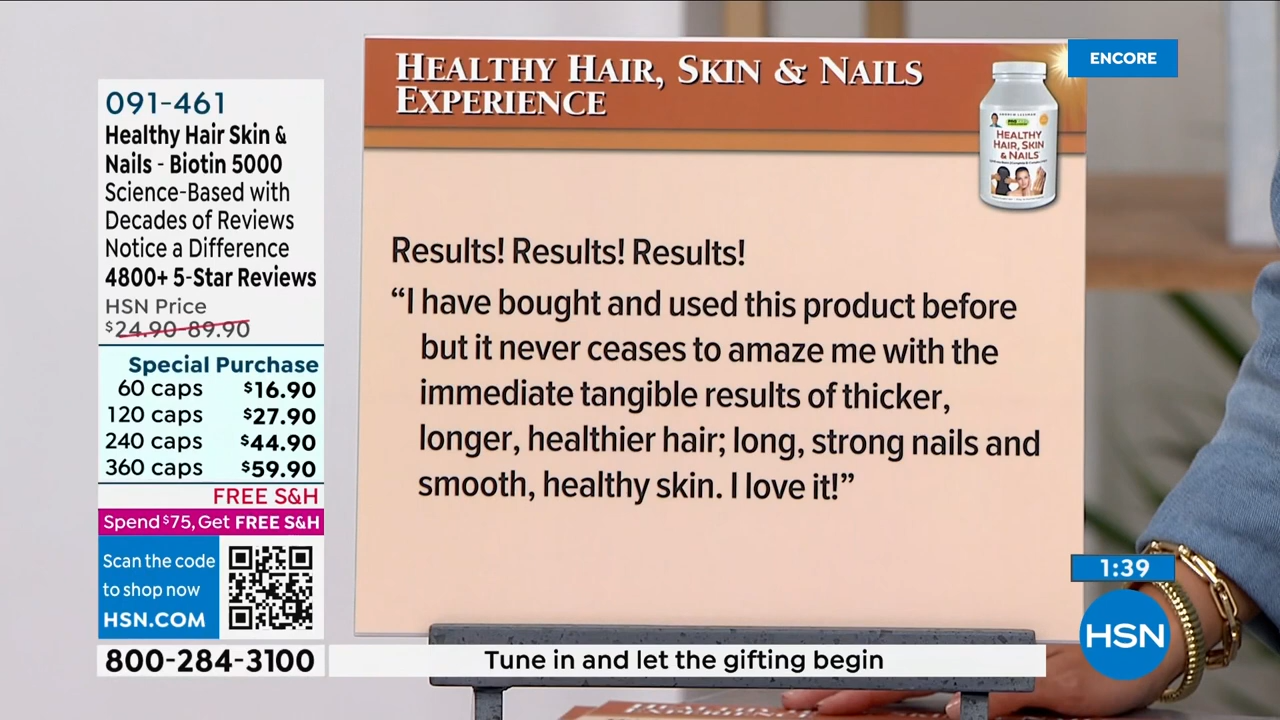 091-461
Healthy Hair Skin &
Nails - Biotin 5000
Science-Based with
Decades of Reviews
Notice a Difference
4800+ 5-Star Reviews
HSN Price
$24.90-89.90
Special Purchase
60 caps $16.90
120 caps $27.90
240 caps $44.90
360 caps $59.90
FREE S&H
Spend $75, Get FREE S&H
Scan the code
to shop now
HSN.COM
800-284-3100
HEALTHY HAIR, SKIN & NAILS
EXPERIENCE
ENCORE
HEALTHY
HAIR, SKIN
& NAILS
Results! Results! Results!
“I have bought and used this product before
but it never ceases to amaze me with the
immediate tangible results of thicker,
longer, healthier hair; long, strong nails and
smooth, healthy skin. I love it!”
1:39
HSN
Tune in and let the gifting begin
HEALTHY HAIR, SKIN & NAILS
EXPERIENCE